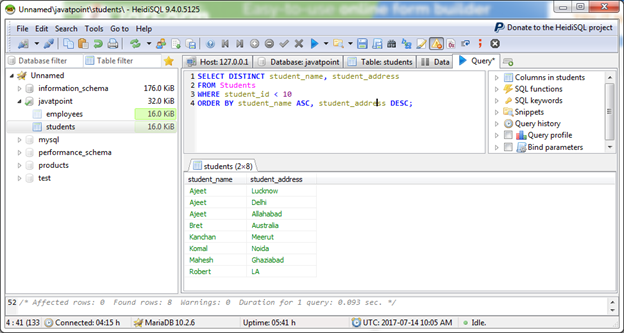 Easy-to-use online form builder
Unnamed\javatpoint\students\ - HeidiSQL 9.4.0.5125
File Edit Search Tools Go to Help
Donate to the HeidiSQL project
Database filter Table filter
Host: 127.0.0.1 Database: javatpoint Table: students Data Query*
Unnamed
information_schema 176.0 KiB
javatpoint 32.0 KiB
employees 16.0 KiB
students 16.0 KiB
mysql
performance_schema
products
test
1 SELECT DISTINCT student_name, student_address
2 FROM Students
3 WHERE student_id < 10
4 ORDER BY student_name ASC, student_address DESC;
Columns in students
SQL functions
SQL keywords
Snippets
Query history
Query profile
Bind parameters
students (2×8)
student_name student_address
Ajeet Lucknow
Ajeet Delhi
Ajeet Allahabad
Bret Australia
Kanchan Meerut
Komal Noida
Mahesh Ghaziabad
Robert LA
52 /* Affected rows: 0 Found rows: 8 Warnings: 0 Duration for 1 query: 0.093 sec. */
4 : 41 (133 Connected: 04:15 h MariaDB 10.2.6 Uptime: 05:41 h UTC: 2017-07-14 10:05 AM Idle.